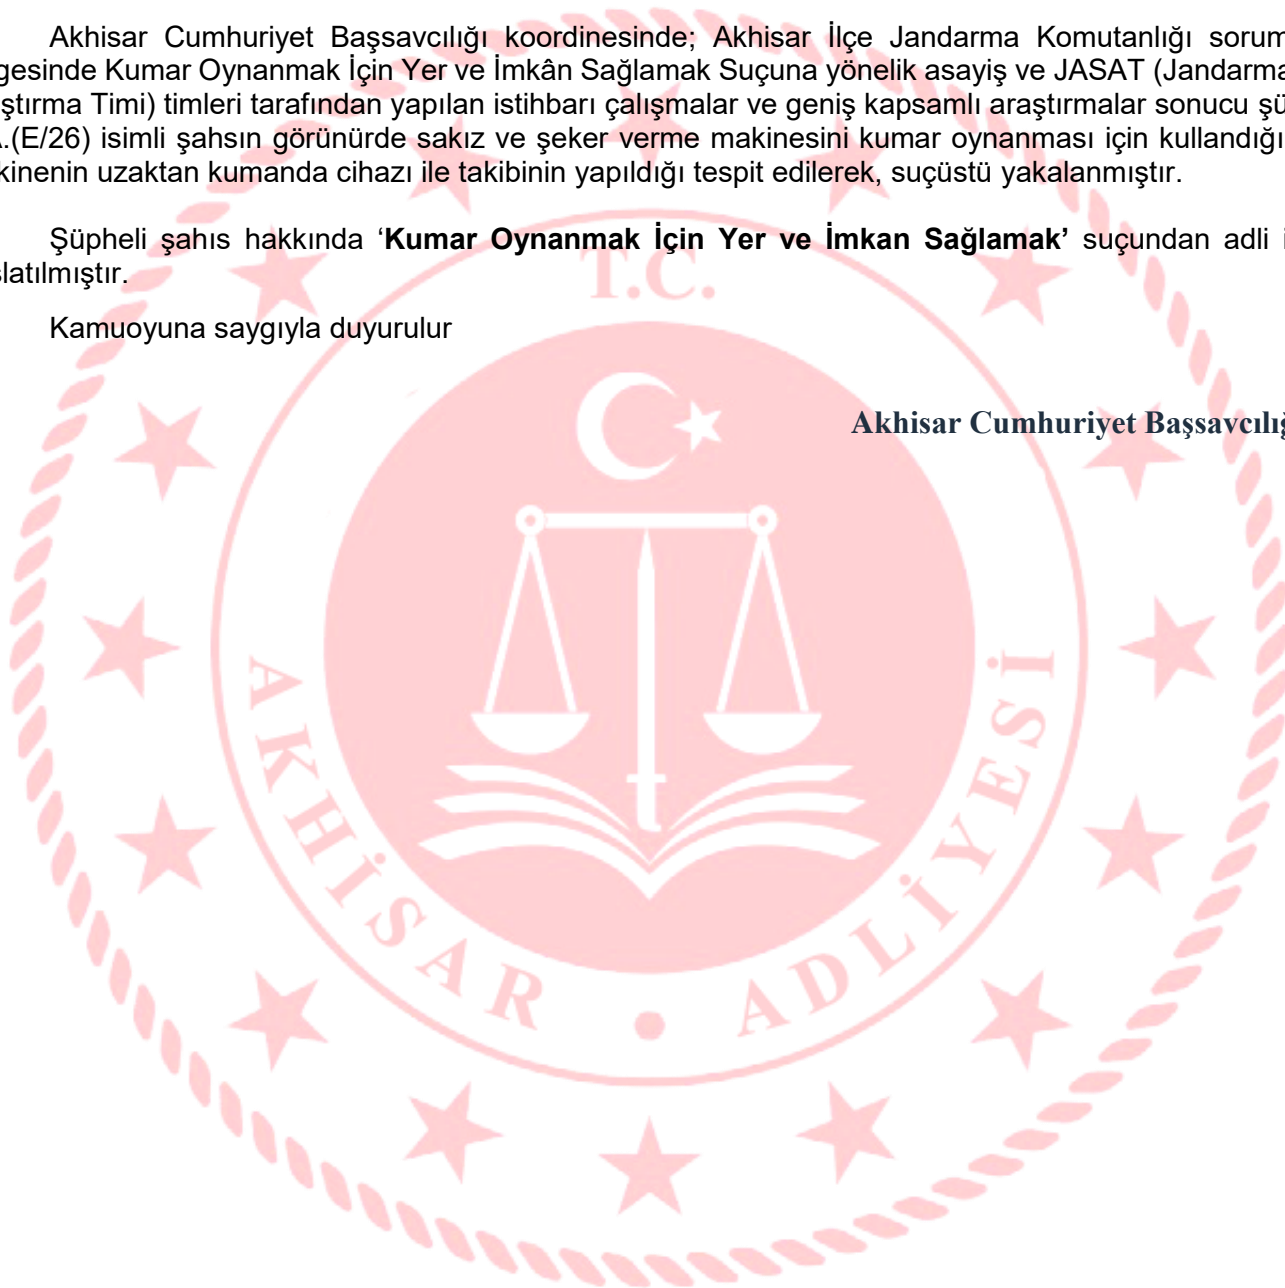 Akhisar Cumhuriyet Başsavcılığı koordinesinde; Akhisar İlçe Jandarma Komutanlığı sorum
gesinde Kumar Oynanmak İçin Yer ve İmkân Sağlamak Suçuna yönelik asayiş ve JASAT (Jandarma
ştırma Timi) timleri tarafından yapılan istihbarı çalışmalar ve geniş kapsamlı araştırmalar sonucu şü
A.(E/26) isimli şahsın görünürde sakız ve şeker verme makinesini kumar oynanması için kullandığı
kinenin uzaktan kumanda cihazı ile takibinin yapıldığı tespit edilerek, suçüstü yakalanmıştır.
Şüpheli şahıs hakkında ‘Kumar Oynanmak İçin Yer ve İmkan Sağlamak’ suçundan adli i
şlatılmıştır.
Kamuoyuna saygıyla duyurulur
Akhisar Cumhuriyet Başsavcılığ
T.C.
AKHİSAR • ADLİYESİ